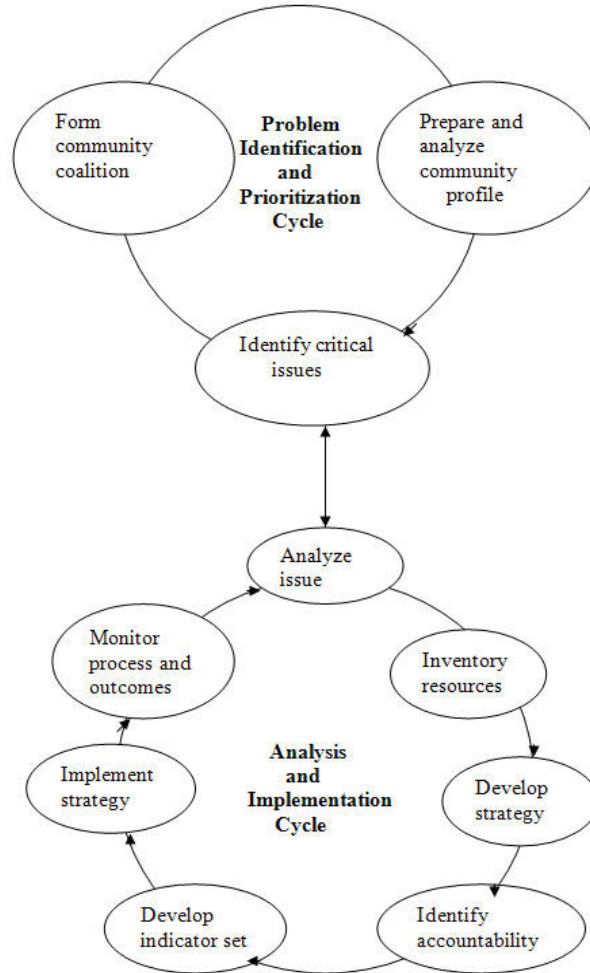 Form
community
coalition
Problem
Identification
and
Prioritization
Cycle
Prepare and
analyze
community
profile
Identify critical
issues
Analyze
issue
Monitor
process and
outcomes
Inventory
resources
Analysis
and
Implementation
Cycle
Implement
strategy
Develop
strategy
Develop
indicator set
Identify
accountability